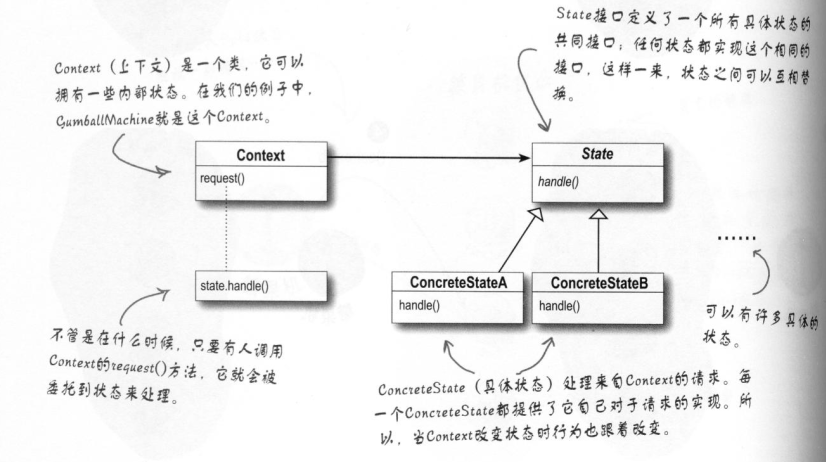 State接口定义了一个所有具体状态的
共同接口；任何状态都实现这个相同的
接口，这样一来，状态之间可以互相替
换。
Context（上下文）是一个类，它可以
拥有一些内部状态。在我们的例子中，
GumballMachine就是这个Context。
Context
request()
State
handle()
state.handle()
ConcreteStateA
handle()
ConcreteStateB
handle()
......
可以有许多具体的
状态。
不管是在什么时候，只要有人调用
Context的request()方法，它就会被
委托到状态来处理。
ConcreteState（具体状态）处理来自Context的请求。每
一个ConcreteState都提供了它自己对于请求的实现。所
以，当Context改变状态时行为也跟着改变。